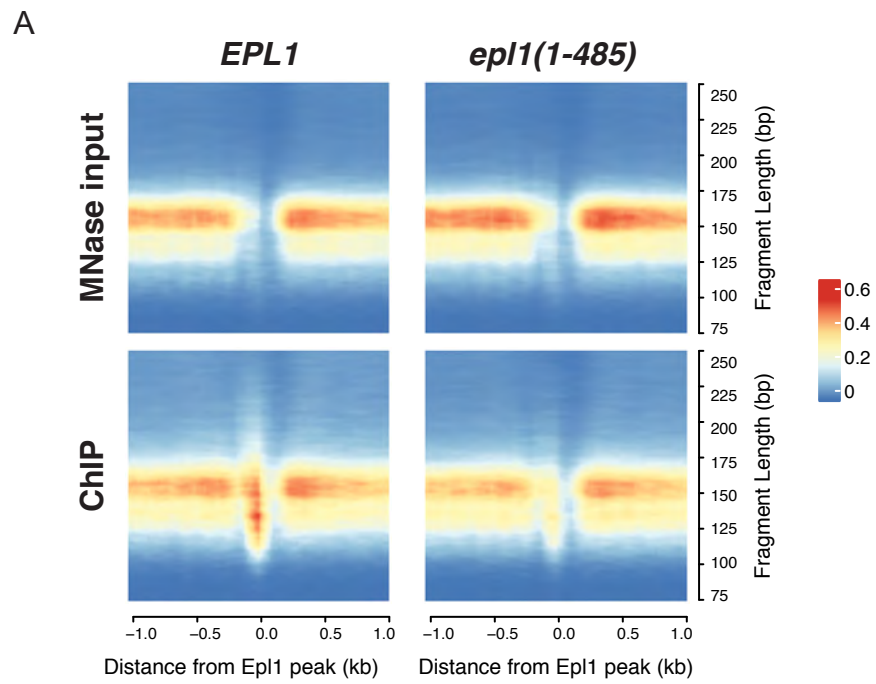 A
EPL1
epl1(1-485)
MNase input
250
225
200
175
150
125
100
75
Fragment Length (bp)
0.6
0.4
0.2
0
ChIP
250
225
200
175
150
125
100
75
Fragment Length (bp)
−1.0 −0.5 0.0 0.5 1.0
−1.0 −0.5 0.0 0.5 1.0
Distance from Epl1 peak (kb)
Distance from Epl1 peak (kb)